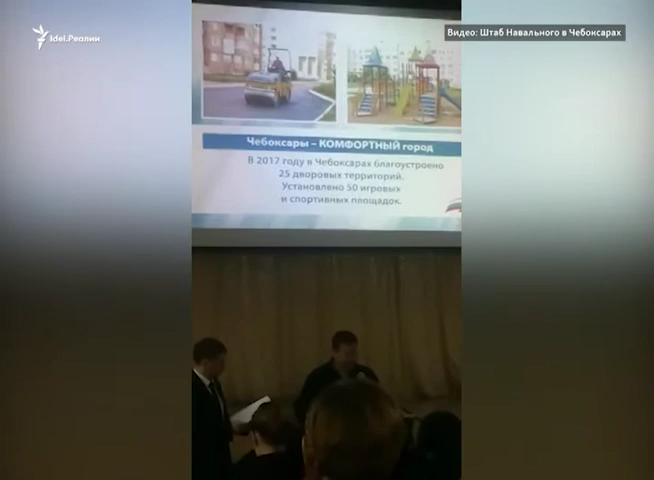 Idel.Реалии
Видео: Штаб Навального в Чебоксарах
Чебоксары – КОМФОРТНЫЙ город
В 2017 году в Чебоксарах благоустроено
25 дворовых территорий.
Установлено 50 игровых
и спортивных площадок.